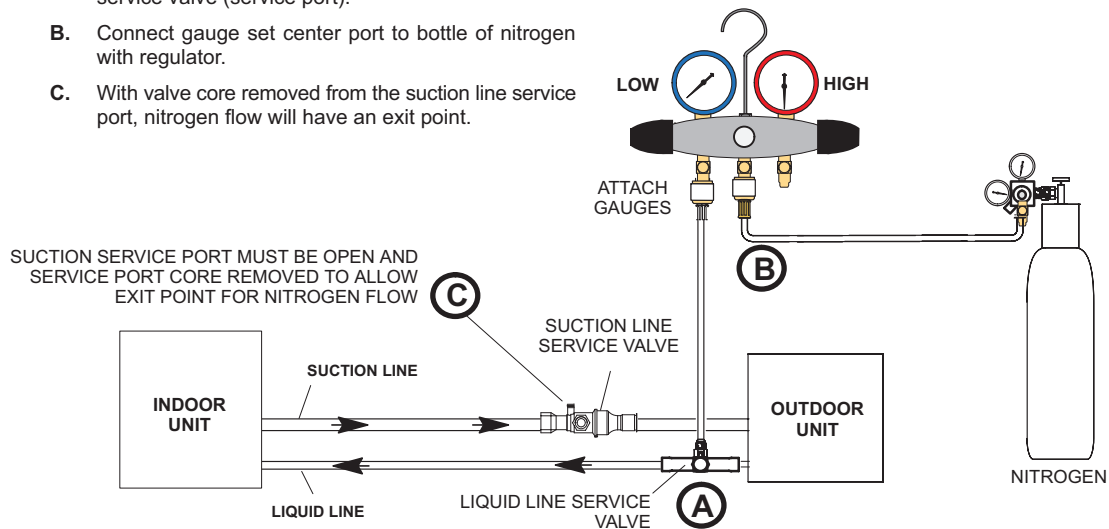 service valve (service port).
B. Connect gauge set center port to bottle of nitrogen
with regulator.
C. With valve core removed from the suction line service
port, nitrogen flow will have an exit point.
LOW
HIGH
ATTACH
GAUGES
B
SUCTION SERVICE PORT MUST BE OPEN AND
SERVICE PORT CORE REMOVED TO ALLOW
EXIT POINT FOR NITROGEN FLOW
C
SUCTION LINE
SERVICE VALVE
SUCTION LINE
INDOOR
UNIT
OUTDOOR
UNIT
NITROGEN
LIQUID LINE
LIQUID LINE SERVICE
VALVE
A